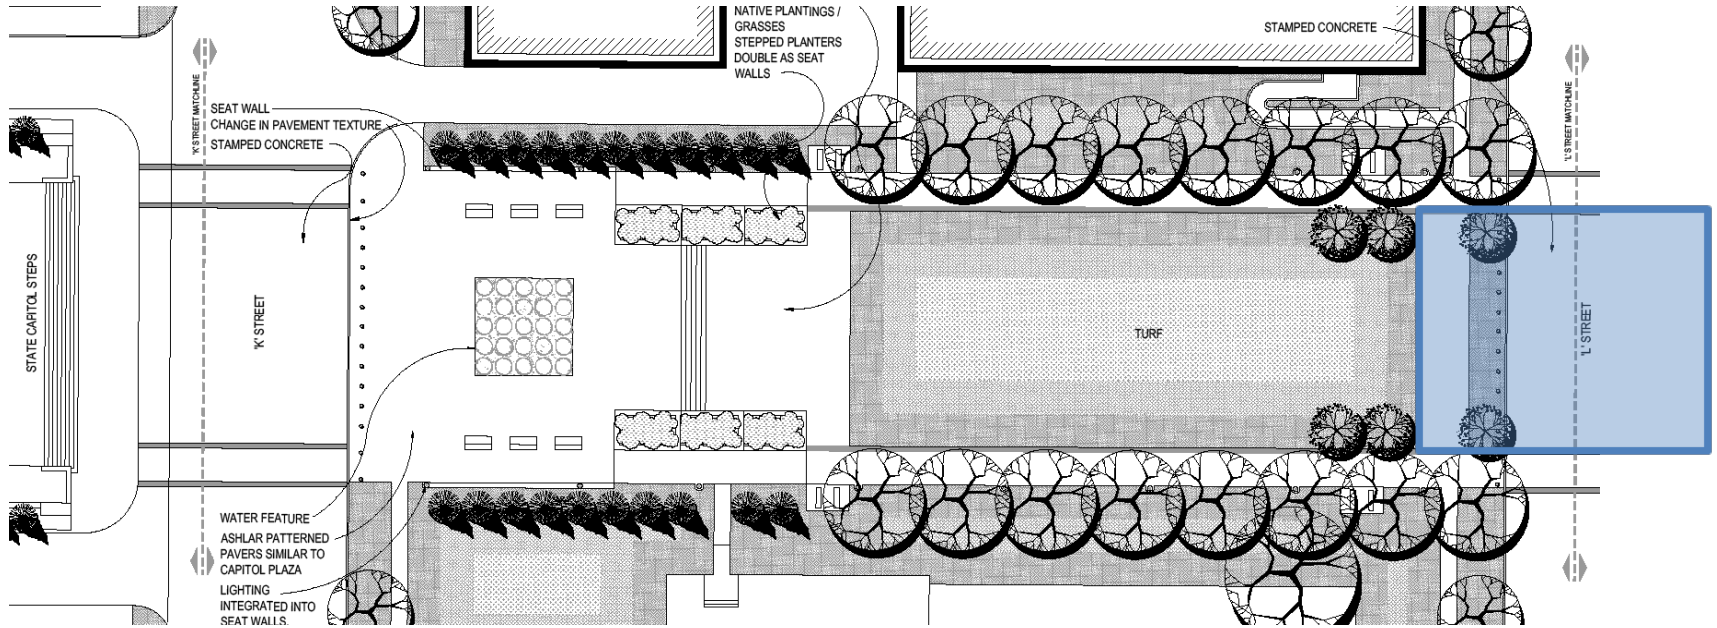 NATIVE PLANTINGS /
GRASSES
STEPPED PLANTERS
DOUBLE AS SEAT
WALLS
STAMPED CONCRETE
'K' STREET MATCHLINE
SEAT WALL
CHANGE IN PAVEMENT TEXTURE
STAMPED CONCRETE
'L' STREET MATCHLINE
STATE CAPITOL STEPS
'K' STREET
TURF
'L' STREET
WATER FEATURE
ASHLAR PATTERNED
PAVERS SIMILAR TO
CAPITOL PLAZA
LIGHTING
INTEGRATED INTO
SEAT WALLS.